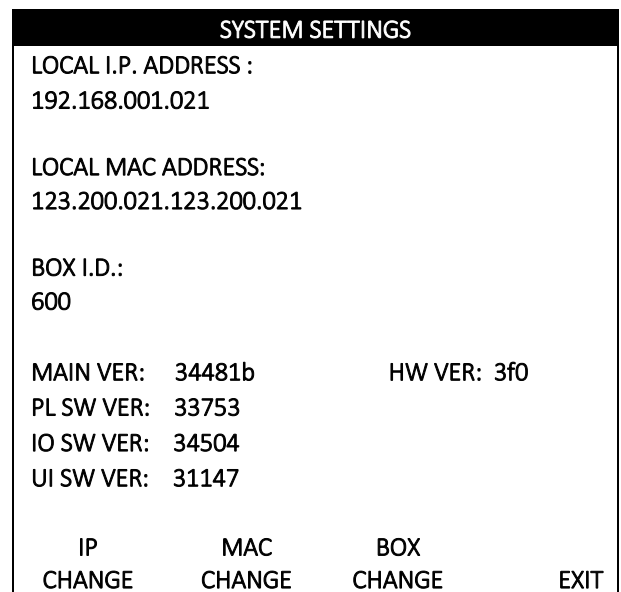 SYSTEM SETTINGS
LOCAL I.P. ADDRESS :
192.168.001.021
LOCAL MAC ADDRESS:
123.200.021.123.200.021
BOX I.D.:
600
MAIN VER: 34481b HW VER: 3f0
PL SW VER: 33753
IO SW VER: 34504
UI SW VER: 31147
IP MAC BOX
CHANGE CHANGE CHANGE EXIT